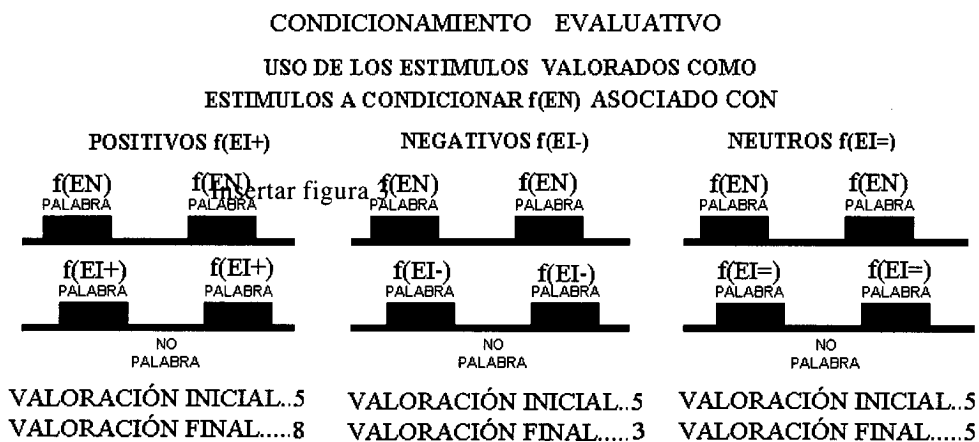 CONDICIONAMIENTO EVALUATIVO
USO DE LOS ESTIMULOS VALORADOS COMO
ESTIMULOS A CONDICIONAR f(EN) ASOCIADO CON
POSITIVOS f(EI+) NEGATIVOS f(EI-) NEUTROS f(EI=)
f(EN) f(EN) f(EN) f(EN) f(EN) f(EN)
Insertar figura 3
PALABRA PALABRA PALABRA PALABRA PALABRA PALABRA
f(EI+) f(EI+) f(EI-) f(EI-) f(EI=) f(EI=)
PALABRA PALABRA PALABRA PALABRA PALABRA PALABRA
NO NO NO
PALABRA PALABRA PALABRA
VALORACIÓN INICIAL..5 VALORACIÓN INICIAL..5 VALORACIÓN INICIAL..5
VALORACIÓN FINAL.....8 VALORACIÓN FINAL.....3 VALORACIÓN FINAL.....5